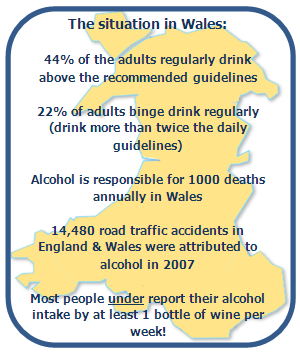 The situation in Wales:
44% of the adults regularly drink
above the recommended guidelines
22% of adults binge drink regularly
(drink more than twice the daily
guidelines)
Alcohol is responsible for 1000 deaths
annually in Wales
14,480 road traffic accidents in
England & Wales were attributed to
alcohol in 2007
Most people under report their alcohol
intake by at least 1 bottle of wine per
week!